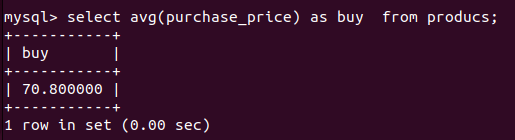 mysql> select avg(purchase_price) as buy  from producs;
+-----------+
| buy       |
+-----------+
| 70.800000 |
+-----------+
1 row in set (0.00 sec)